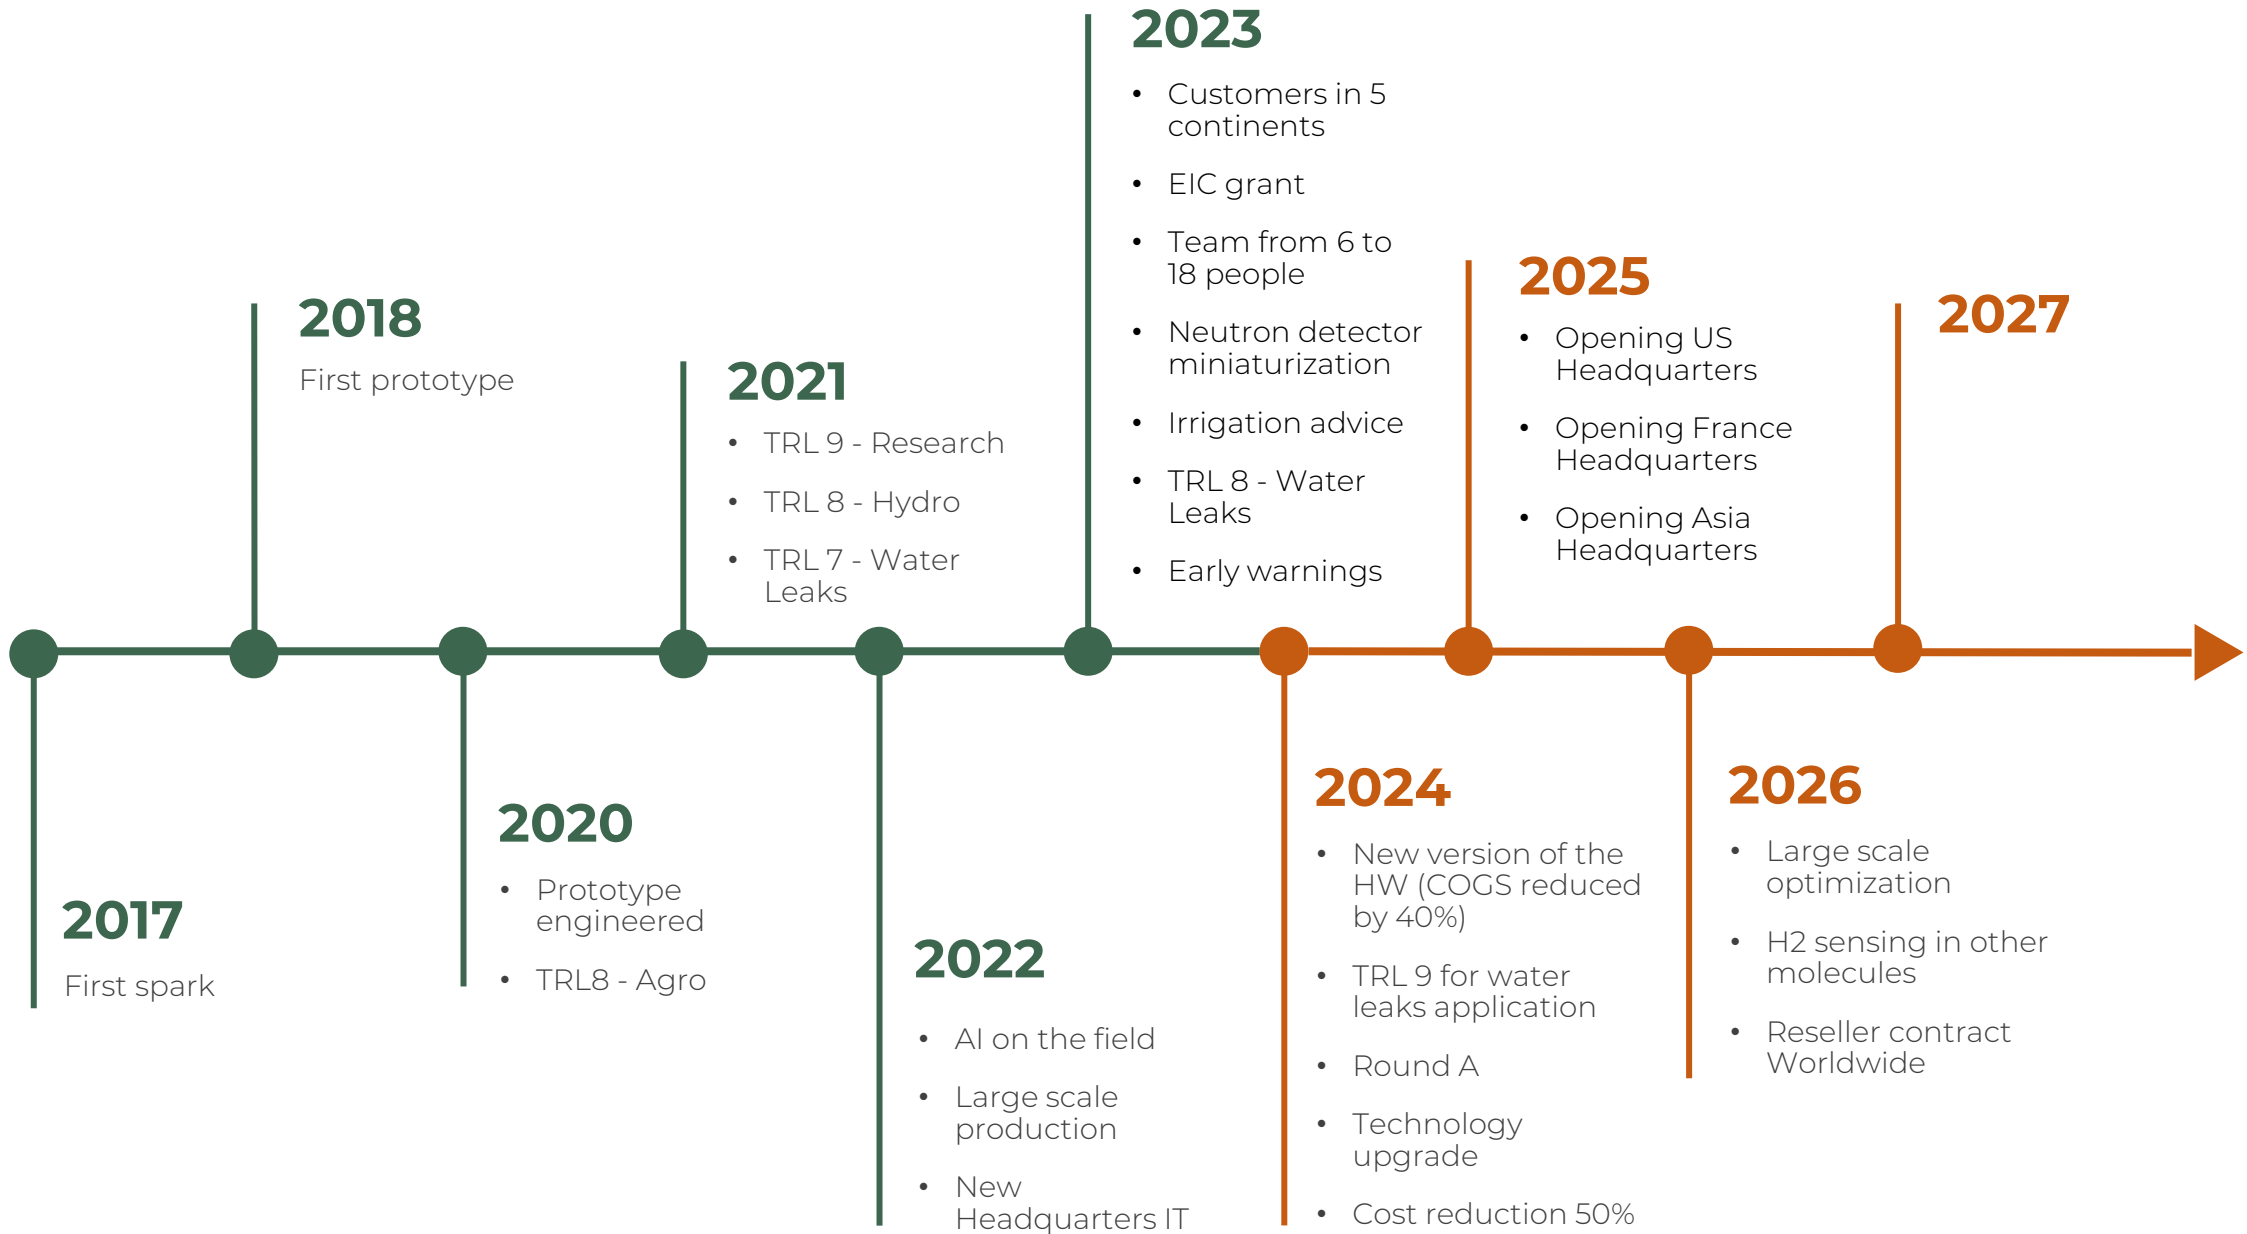 2023
• Customers in 5
continents
• EIC grant
• Team from 6 to
18 people
• Neutron detector
miniaturization
• Irrigation advice
• TRL 8 - Water
Leaks
• Early warnings
2025
• Opening US
Headquarters
• Opening France
Headquarters
• Opening Asia
Headquarters
2027
2018
First prototype
2021
• TRL 9 - Research
• TRL 8 - Hydro
• TRL 7 - Water
Leaks
2017
First spark
2020
• Prototype
engineered
• TRL8 - Agro
2022
• AI on the field
• Large scale
production
• New
Headquarters IT
2024
• New version of the
HW (COGS reduced
by 40%)
• TRL 9 for water
leaks application
• Round A
• Technology
upgrade
• Cost reduction 50%
2026
• Large scale
optimization
• H2 sensing in other
molecules
• Reseller contract
Worldwide